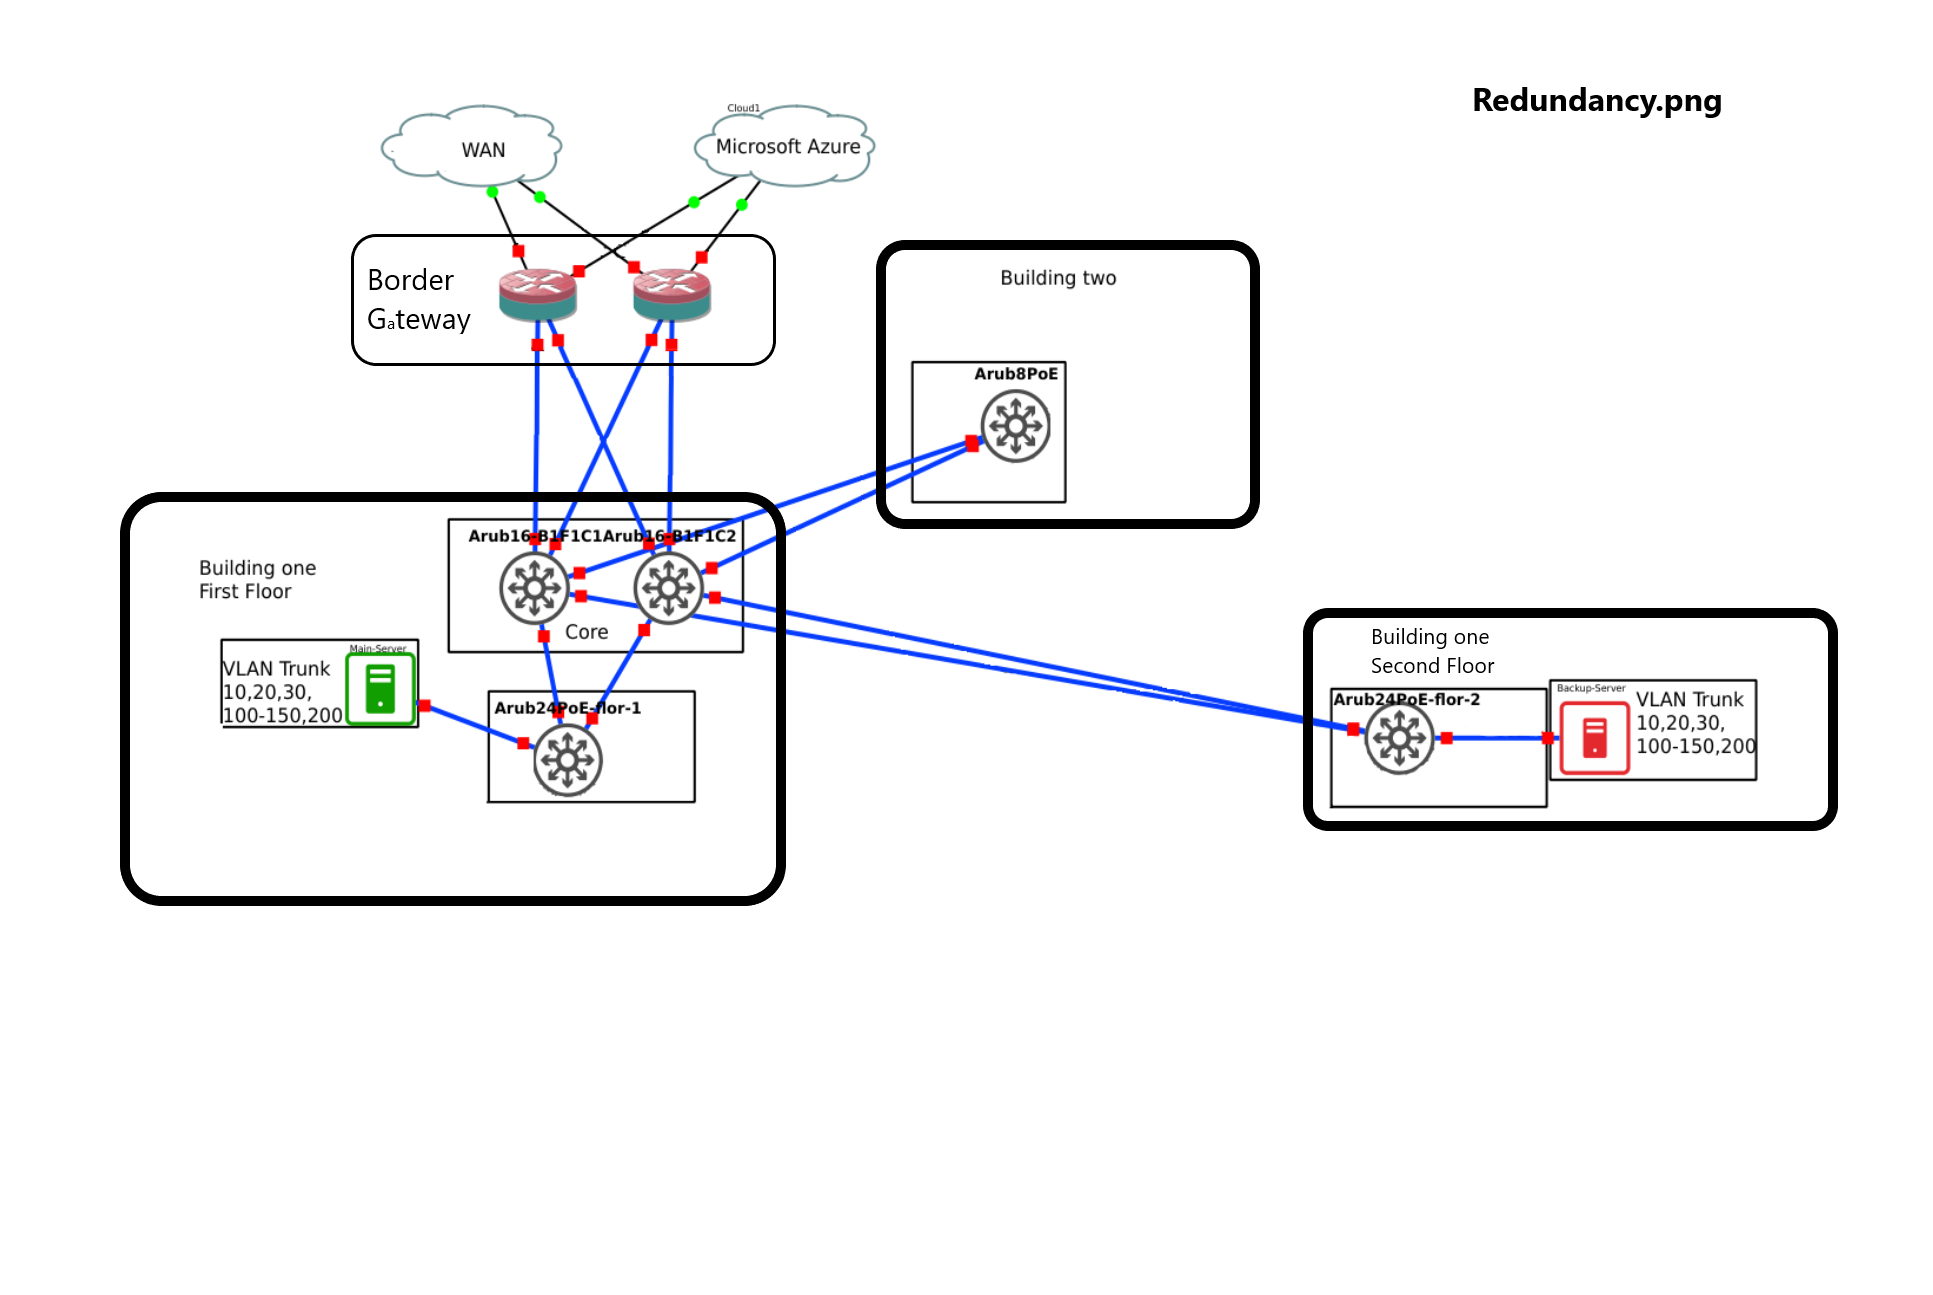 Redundancy.png
Cloud1
WAN
Microsoft Azure
Border
Gateway
Building two
Arub8PoE
Arub16-B1F1C1Arub16-B1F1C2
Building one
First Floor
Core
Main-Server
VLAN Trunk
10,20,30,
100-150,200
Arub24PoE-flor-1
Building one
Second Floor
Arub24PoE-flor-2
Backup-Server
VLAN Trunk
10,20,30,
100-150,200